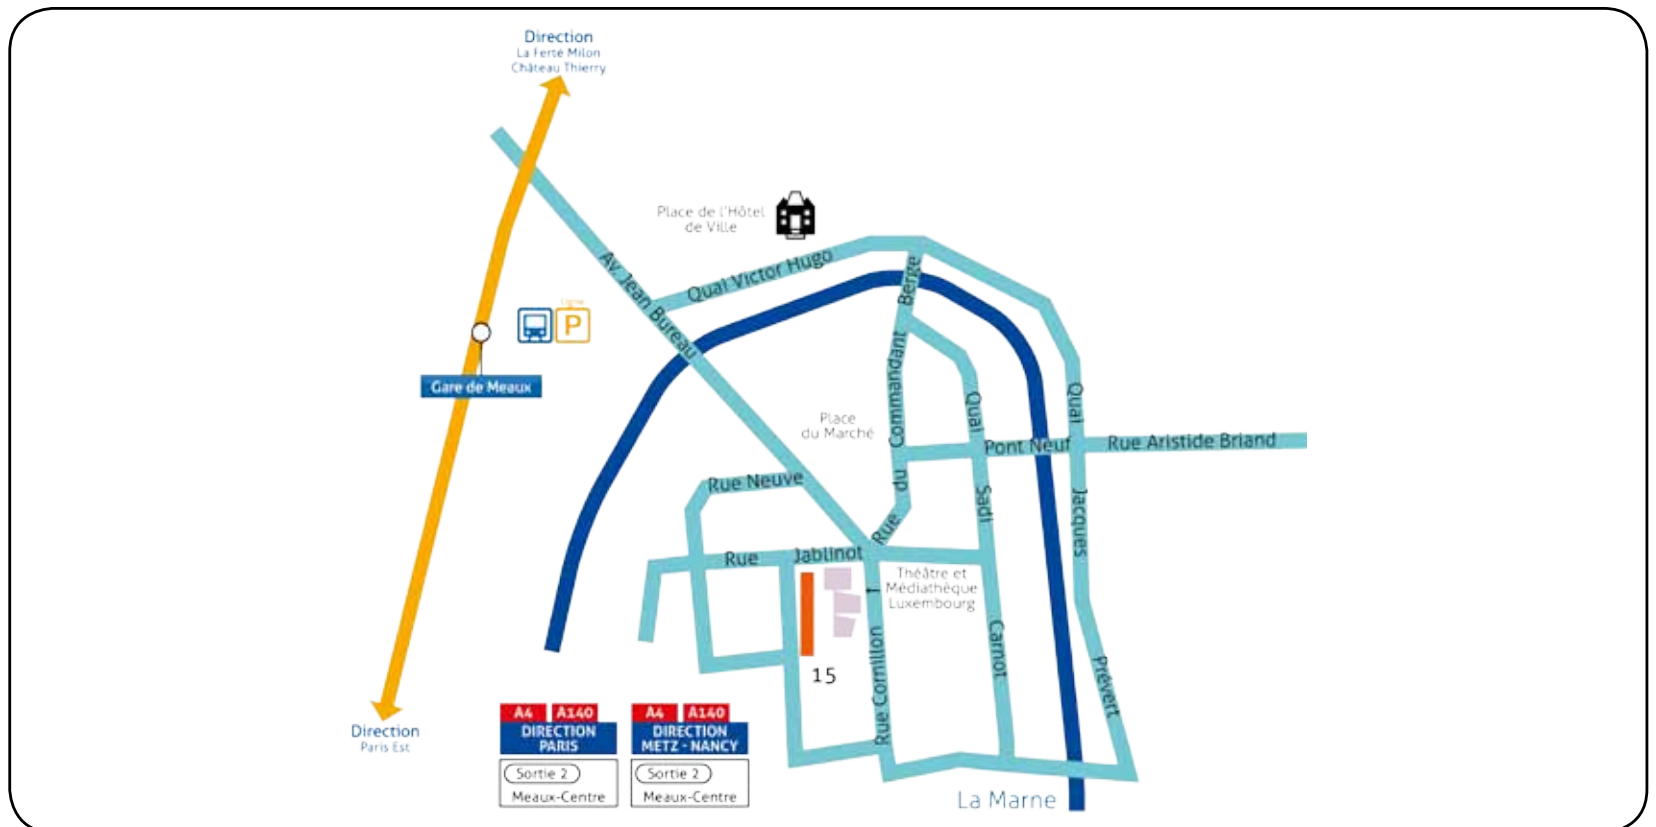 Direction
La Ferté Milon
Château Thierry
Place de l'Hôtel
de Ville
Quai Victor Hugo
Av. Jean Bureau
Rue du Commandant Berge
Ligne
P
Gare de Meaux
Place
du Marché
Quai Sadi Carnot
Pont Neuf
Rue Aristide Briand
Quai Jacques Prévert
Rue Neuve
Rue Jablinot
Théâtre et
Médiathèque
Luxembourg
15
Rue Cornillon
Direction
Paris Est
A4 A140
DIRECTION
PARIS
Sortie 2
Meaux-Centre
A4 A140
DIRECTION
METZ - NANCY
Sortie 2
Meaux-Centre
La Marne